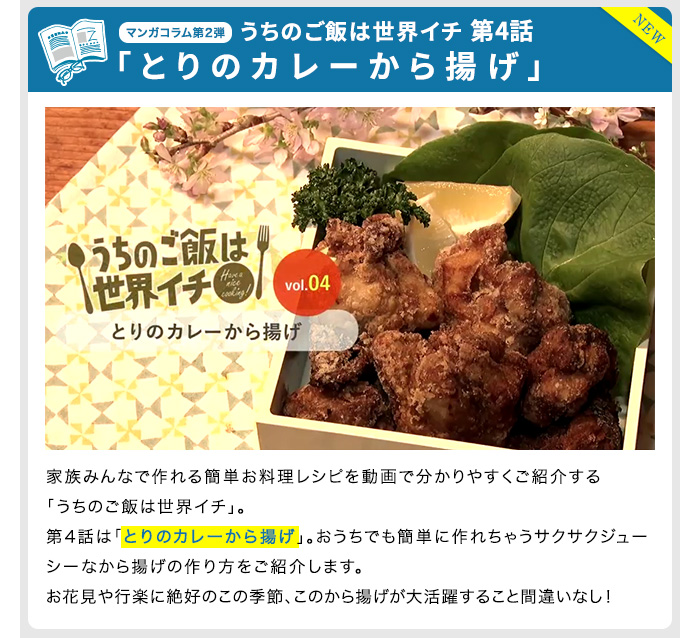 マンガコラム第2弾 うちのご飯は世界イチ 第4話
「とりのカレーから揚げ」
NEW
うちのご飯は
世界イチ
Have a nice cooking!
vol.04
とりのカレーから揚げ
家族みんなで作れる簡単お料理レシピを動画で分かりやすくご紹介する
「うちのご飯は世界イチ」。
第4話は「とりのカレーから揚げ」。おうちでも簡単に作れちゃうサクサクジュー
シーなから揚げの作り方をご紹介します。
お花見や行楽に絶好のこの季節、このから揚げが大活躍すること間違いなし！